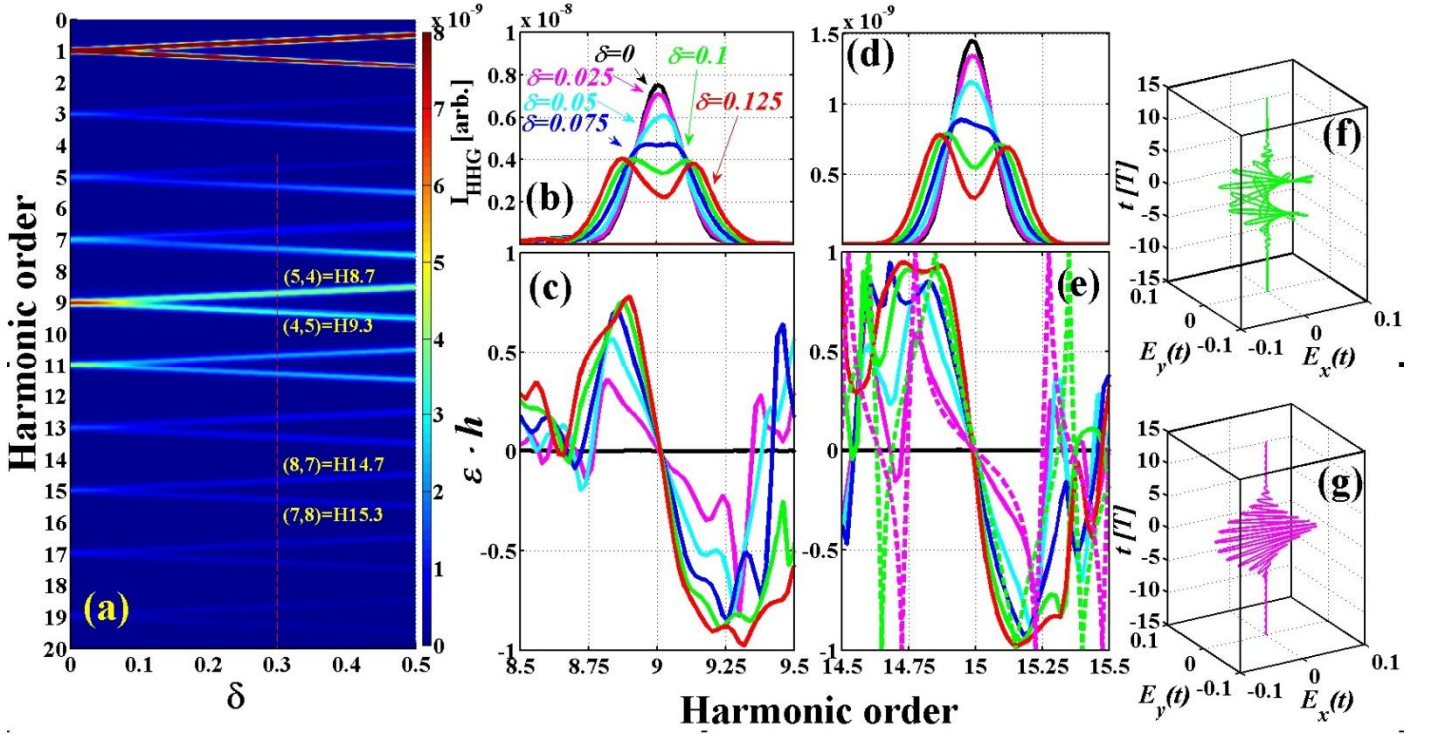 Harmonic order
0
1
2
3
4
5
6
7
8
9
10
11
12
13
14
15
16
17
18
19
20
(5,4)=H8.7
(4,5)=H9.3
(8,7)=H14.7
(7,8)=H15.3
(a)
0 0.1 0.2 0.3 0.4 0.5
δ
x 10⁻⁹
8
7
6
5
4
3
2
1
0
x 10⁻⁸
I_HHG [arb.]
1
0.8
0.6
0.4
0.2
δ=0
δ=0.025
δ=0.05
δ=0.075
δ=0.1
δ=0.125
(b)
ε · h
1
0.5
0
-0.5
-1
(c)
8.5 8.75 9 9.25 9.5
x 10⁻⁹
1.5
1
0.5
(d)
1
0.5
0
-0.5
-1
(e)
14.5 14.75 15 15.25 15.5
Harmonic order
(f)
t [T]
15
10
5
0
-5
-10
-15
0.1 0 -0.1
E_y(t)
-0.1 0 0.1
E_x(t)
(g)
t [T]
15
10
5
0
-5
-10
-15
0.1 0 -0.1
E_y(t)
-0.1 0 0.1
E_x(t)